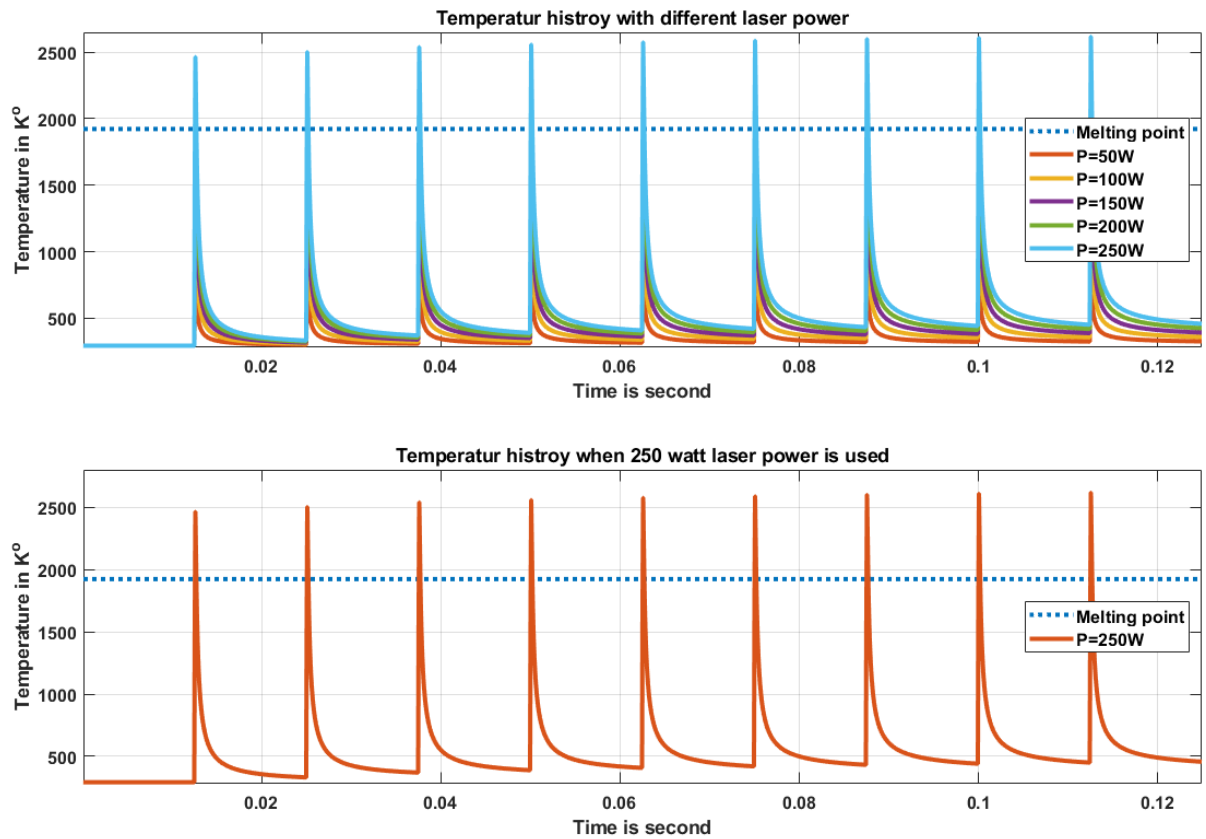 Temperatur histroy with different laser power
2500
2000
1500
1000
500
Temperature in K°
Melting point
P=50W
P=100W
P=150W
P=200W
P=250W
0.02 0.04 0.06 0.08 0.1 0.12
Time is second
Temperatur histroy when 250 watt laser power is used
2500
2000
1500
1000
500
Temperature in K°
Melting point
P=250W
0.02 0.04 0.06 0.08 0.1 0.12
Time is second